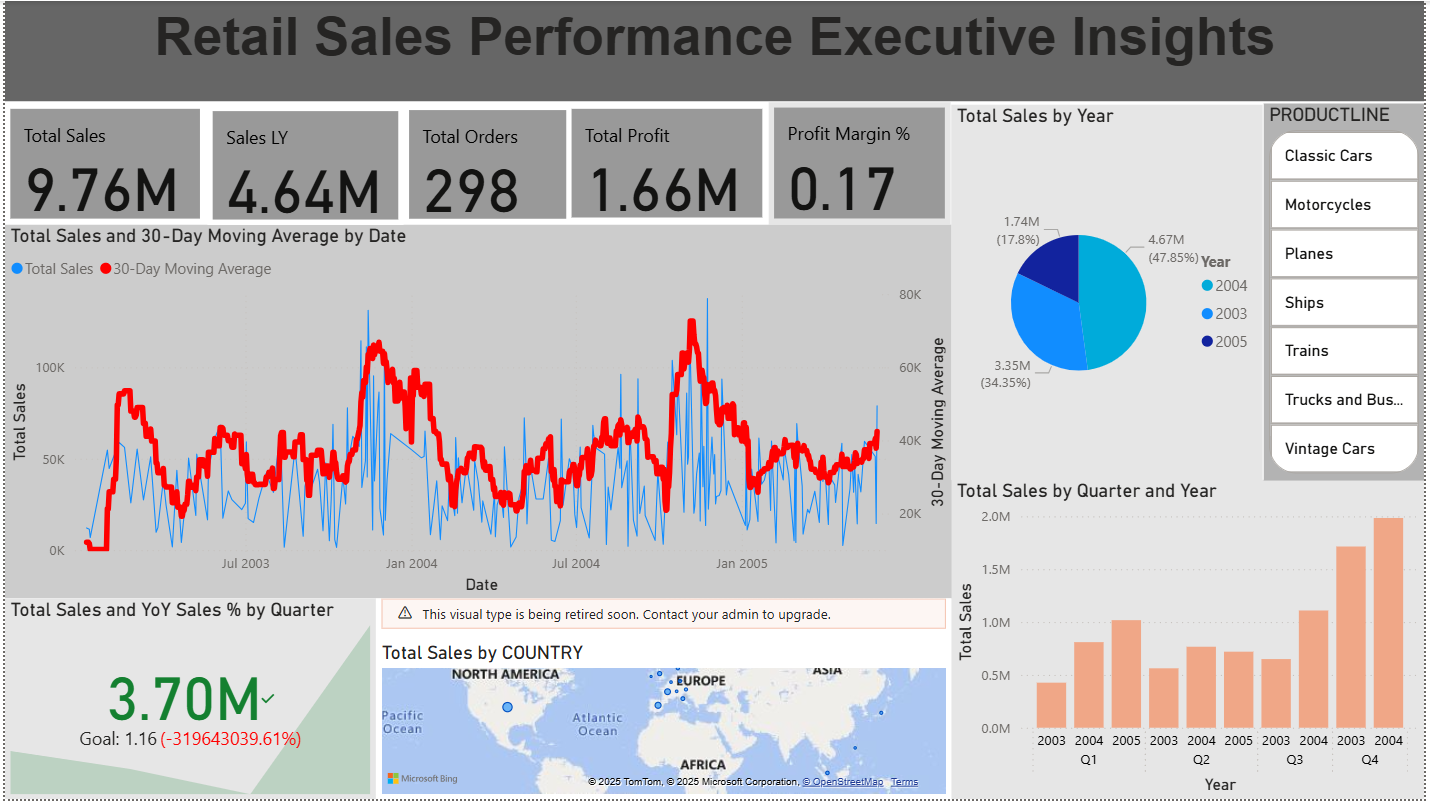 Retail Sales Performance Executive Insights
Total Sales
9.76M
Sales LY
4.64M
Total Orders
298
Total Profit
1.66M
Profit Margin %
0.17
Total Sales and 30-Day Moving Average by Date
Total Sales 30-Day Moving Average
80K
100K
60K
50K
40K
20K
0K
Total Sales
30-Day Moving Average
Jul 2003 Jan 2004 Jul 2004 Jan 2005
Date
Total Sales by Year
1.74M
(17.8%)
4.67M
(47.85%)
3.35M
(34.35%)
Year
2004
2003
2005
PRODUCTLINE
Classic Cars
Motorcycles
Planes
Ships
Trains
Trucks and Bus...
Vintage Cars
Total Sales and YoY Sales % by Quarter
3.70M
Goal: 1.16 (-319643039.61%)
This visual type is being retired soon. Contact your admin to upgrade.
Total Sales by COUNTRY
NORTH AMERICA
EUROPE
ASIA
Pacific
Ocean
Atlantic
Ocean
AFRICA
Microsoft Bing
© 2025 TomTom, © 2025 Microsoft Corporation, © OpenStreetMap Terms
Total Sales by Quarter and Year
2.0M
1.5M
1.0M
0.5M
0.0M
Total Sales
2003 2004 2005 2003 2004 2005 2003 2004 2003 2004
Q1 Q2 Q3 Q4
Year